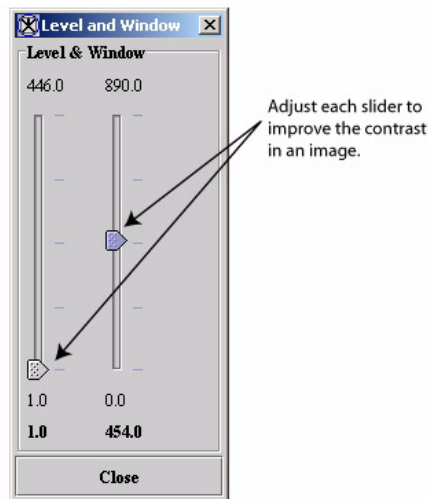 Level and Window
Level & Window
446.0 890.0
Adjust each slider to
improve the contrast
in an image.
1.0 0.0
1.0 454.0
Close